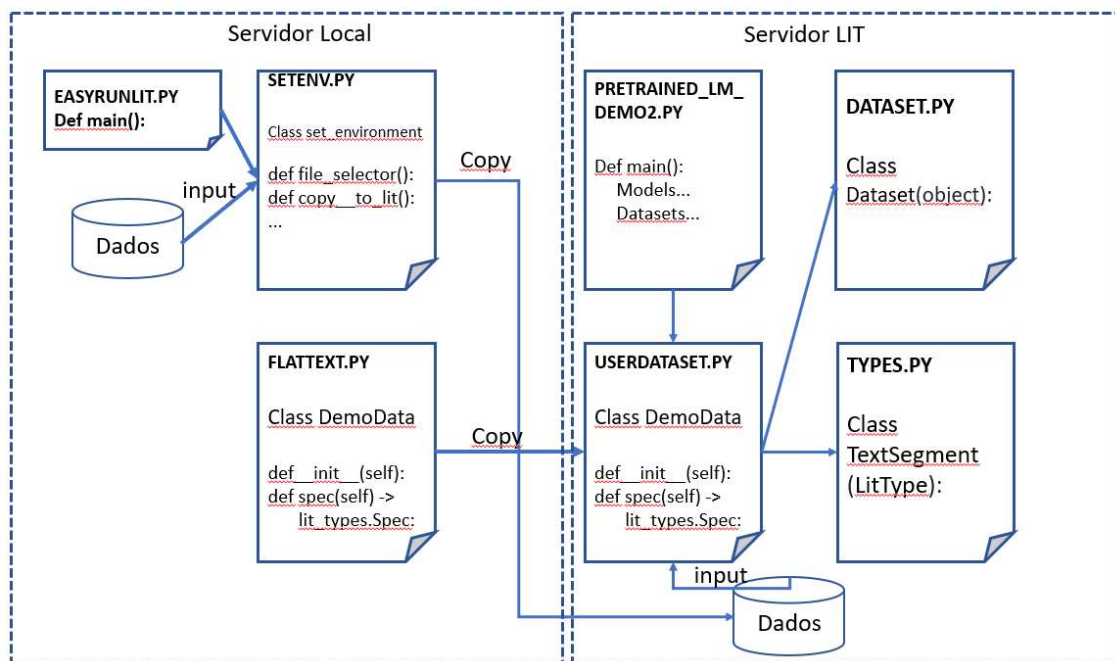 Servidor Local
EASYRUNLIT.PY
Def main():
input
Dados
SETENV.PY
Class set_environment
def file_selector():
def copy__to_lit():
...
Copy
FLATTEXT.PY
Class DemoData
def__init__(self):
def spec(self) ->
lit_types.Spec:
Copy
Servidor LIT
PRETRAINED_LM_
DEMO2.PY
Def main():
Models...
Datasets...
DATASET.PY
Class
Dataset(object):
USERDATASET.PY
Class DemoData
def__init__(self):
def spec(self) ->
lit_types.Spec:
TYPES.PY
Class
TextSegment
(LitType):
input
Dados